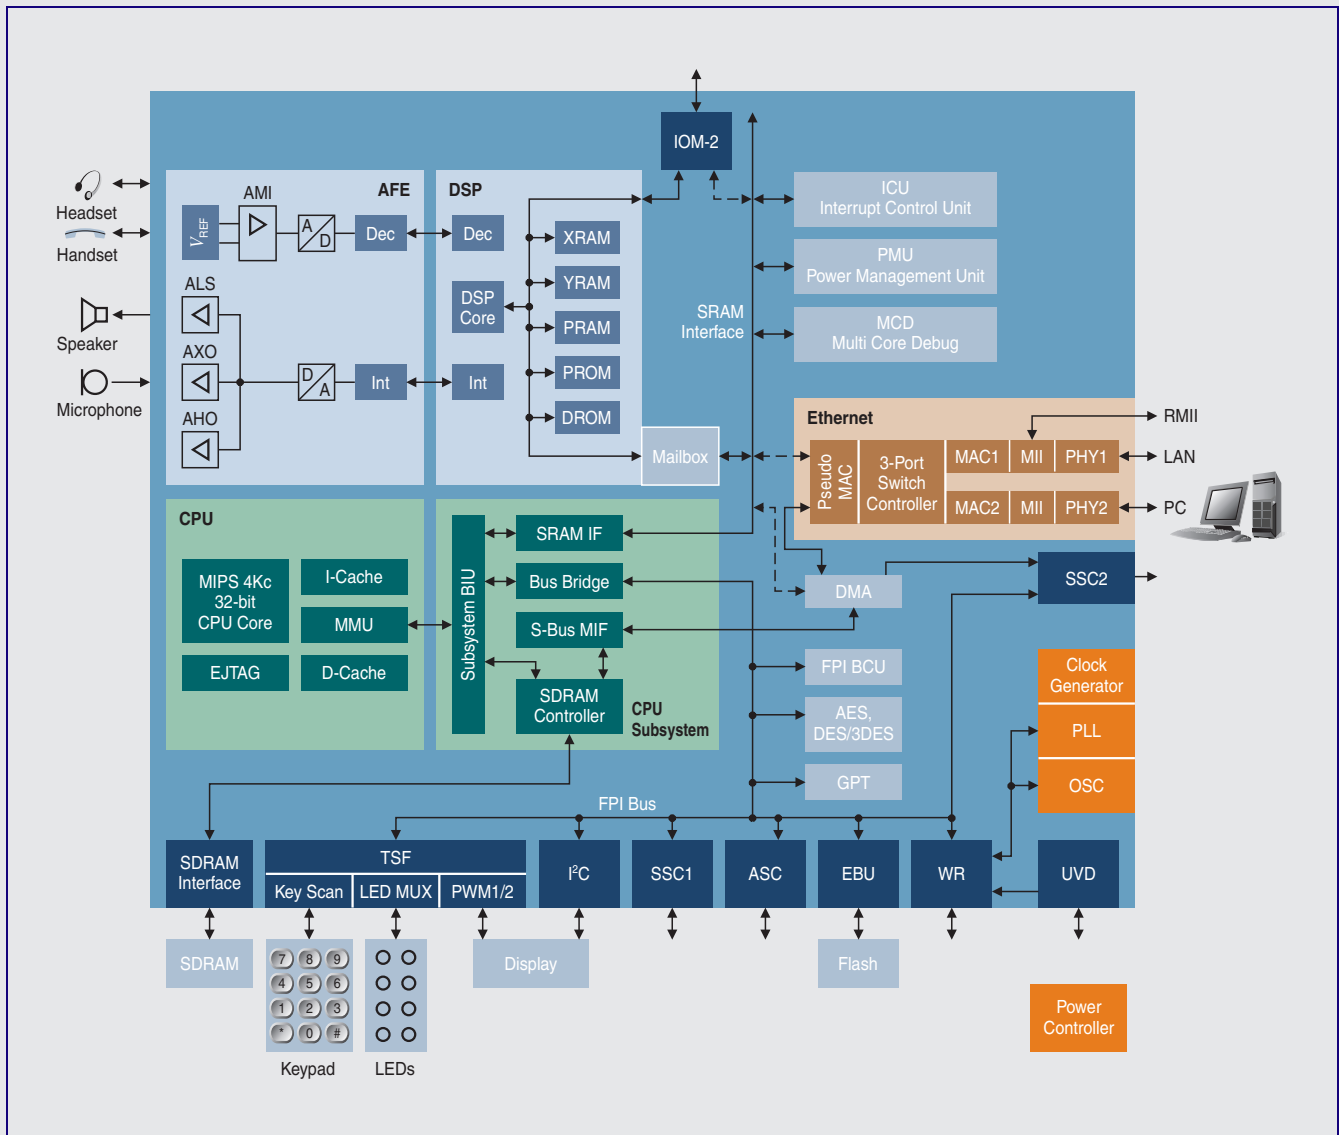 IOM-2
Headset
Handset
Speaker
Microphone
AFE
AMI
VREF
A
D
Dec
ALS
AXO
AHO
D
A
Int
DSP
Dec
DSP
Core
Int
XRAM
YRAM
PRAM
PROM
DROM
Mailbox
SRAM
Interface
ICU
Interrupt Control Unit
PMU
Power Management Unit
MCD
Multi Core Debug
Ethernet
Pseudo
MAC
3-Port
Switch
Controller
MAC1
MII
PHY1
MAC2
MII
PHY2
RMII
LAN
PC
CPU
MIPS 4Kc
32-bit
CPU Core
EJTAG
I-Cache
MMU
D-Cache
Subsystem BIU
SRAM IF
Bus Bridge
S-Bus MIF
SDRAM
Controller
CPU
Subsystem
DMA
SSC2
FPI BCU
AES,
DES/3DES
GPT
Clock
Generator
PLL
OSC
FPI Bus
SDRAM
Interface
TSF
Key Scan
LED MUX
PWM1/2
I²C
SSC1
ASC
EBU
WR
UVD
SDRAM
7 8 9
4 5 6
1 2 3
* 0 #
Keypad
LEDs
Display
Flash
Power
Controller